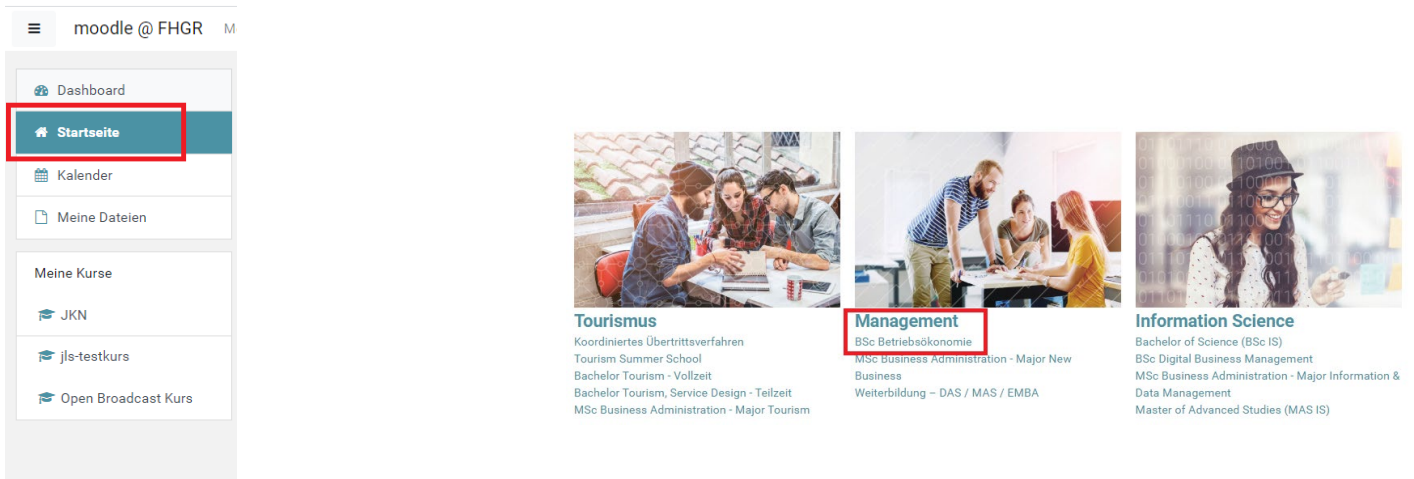 moodle @ FHGR M
Dashboard
Startseite
Kalender
Meine Dateien
Meine Kurse
JKN
jls-testkurs
Open Broadcast Kurs
Tourismus
Koordiniertes Übertrittsverfahren
Tourism Summer School
Bachelor Tourism - Vollzeit
Bachelor Tourism, Service Design - Teilzeit
MSc Business Administration - Major Tourism
Management
BSc Betriebsökonomie
MSc Business Administration - Major New
Business
Weiterbildung – DAS / MAS / EMBA
Information Science
Bachelor of Science (BSc IS)
BSc Digital Business Management
MSc Business Administration - Major Information &
Data Management
Master of Advanced Studies (MAS IS)